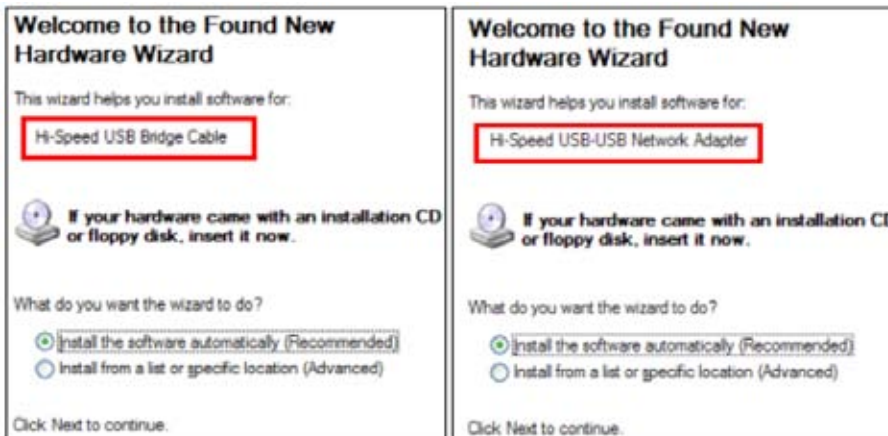 Welcome to the Found New
Hardware Wizard
This wizard helps you install software for:
Hi-Speed USB Bridge Cable
If your hardware came with an installation CD
or floppy disk, insert it now.
What do you want the wizard to do?
Install the software automatically (Recommended)
Install from a list or specific location (Advanced)
Click Next to continue.
Welcome to the Found New
Hardware Wizard
This wizard helps you install software for:
Hi-Speed USB-USB Network Adapter
If your hardware came with an installation CD
or floppy disk, insert it now.
What do you want the wizard to do?
Install the software automatically (Recommended)
Install from a list or specific location (Advanced)
Click Next to continue.